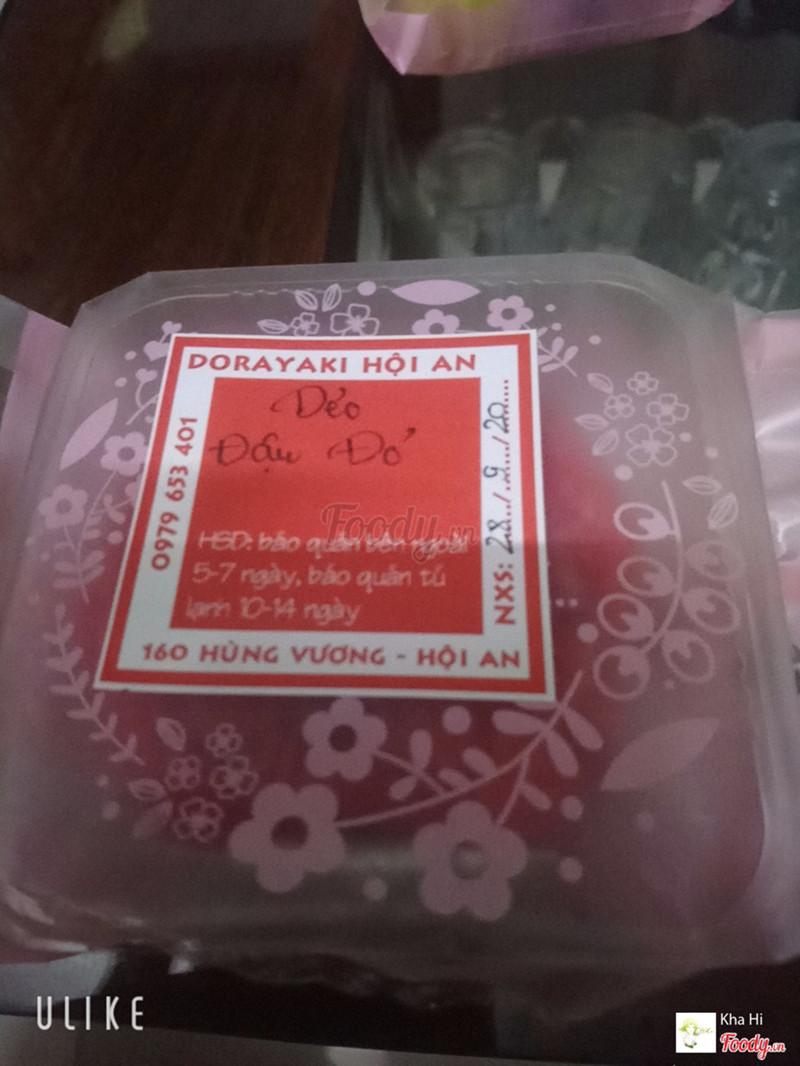 DORAYAKI HỘI AN
Dẻo
Đậu Đỏ
HSD: bảo quản bên ngoài
5-7 ngày, bảo quản tủ
lạnh 10-14 ngày
0979 653 401
NXS: 28/9/20
160 HÙNG VƯƠNG - HỘI AN
Foody.vn
ULIKE
Kha Hi
Foody.vn